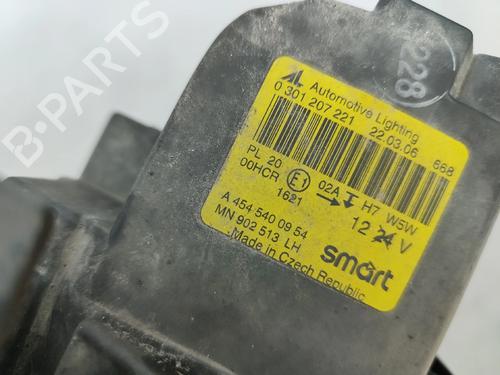 228
AL Automotive Lighting
0 301 207 221 22.03.06 668
PL 20 02A H7 W5W
00HCR E1
1621 12 24 V
A 454 540 09 54
MN 902 513 LH
Made in Czech Republic
smart
B-PARTS